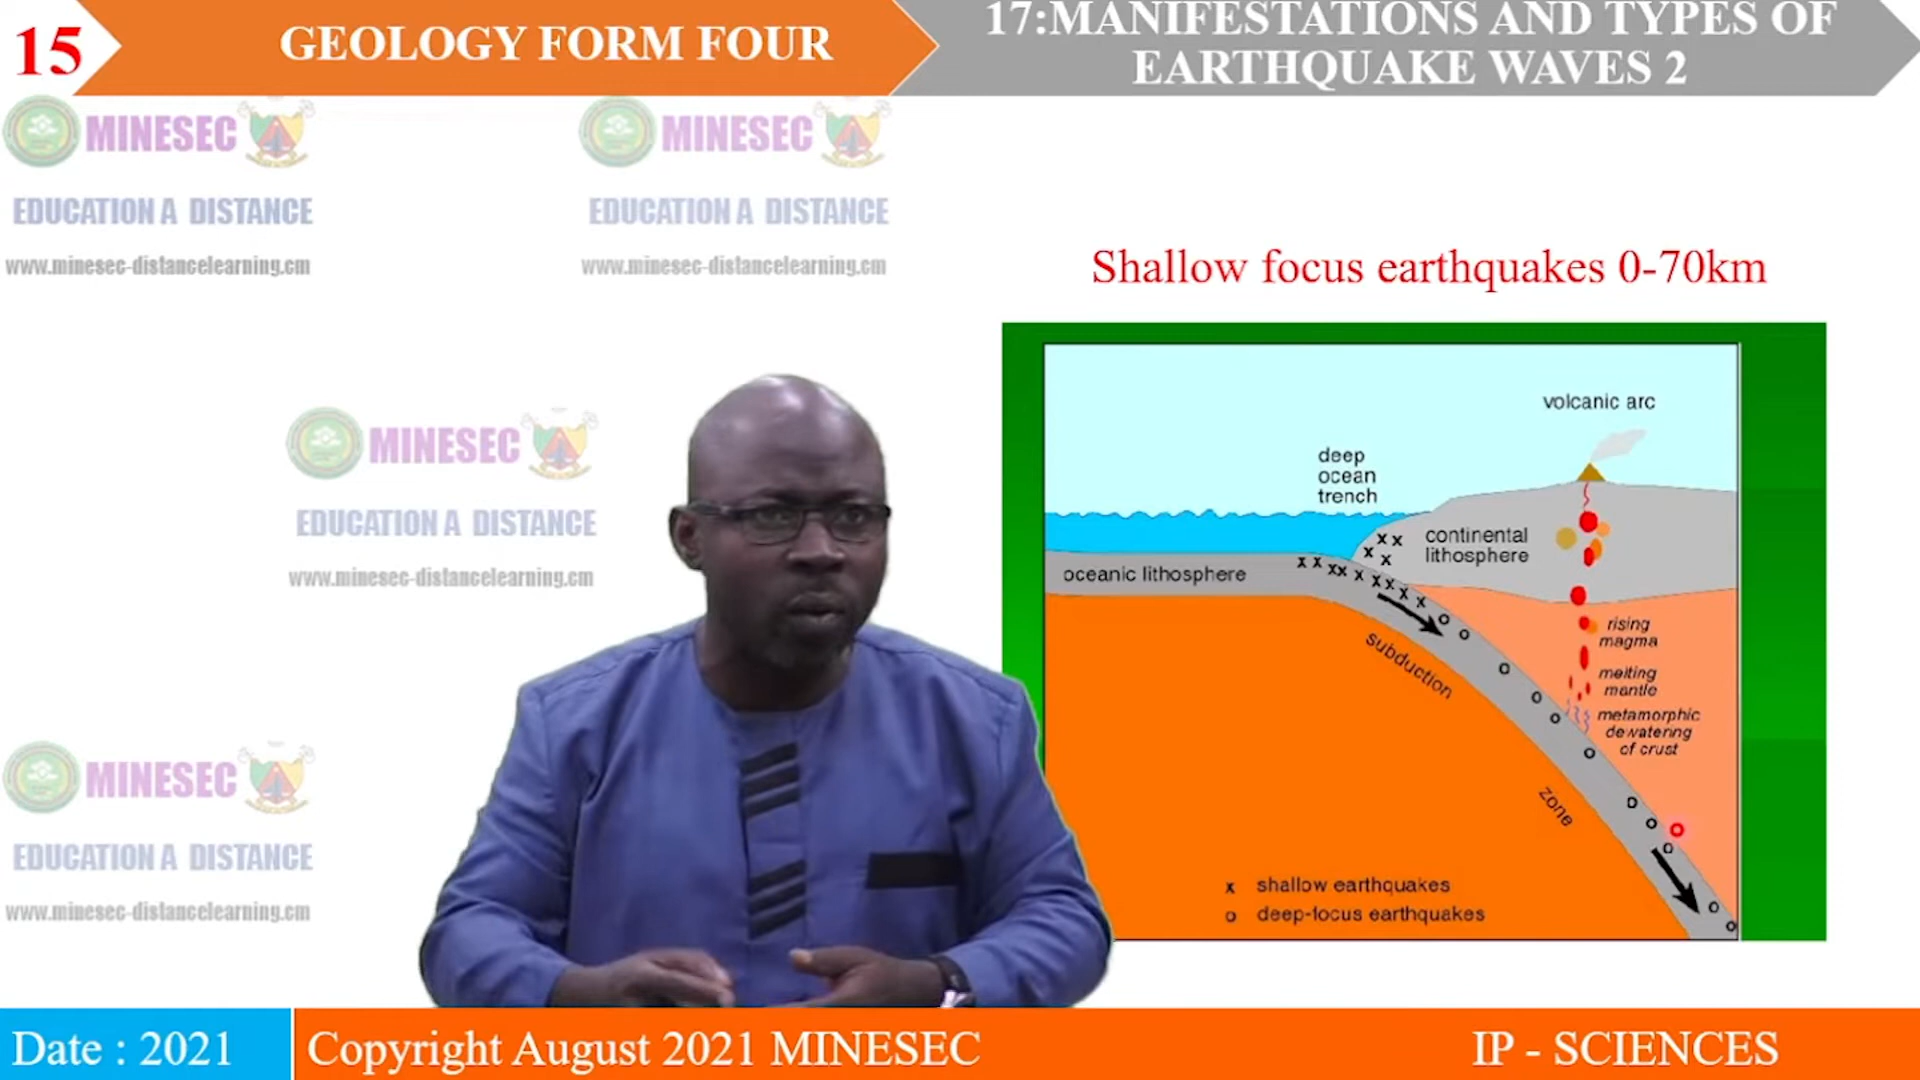 15
GEOLOGY FORM FOUR
17:MANIFESTATIONS AND TYPES OF
EARTHQUAKE WAVES 2
MINESEC
EDUCATION A DISTANCE
www.minesec-distancelearning.cm
MINESEC
EDUCATION A DISTANCE
www.minesec-distancelearning.cm
Shallow focus earthquakes 0-70km
MINESEC
EDUCATION A DISTANCE
www.minesec-distancelearning.cm
MINESEC
EDUCATION A DISTANCE
www.minesec-distancelearning.cm
volcanic arc
deep
ocean
trench
continental
lithosphere
oceanic lithosphere
rising
magma
subduction
zone
melting
mantle
metamorphic
dewatering
of crust
x shallow earthquakes
o deep-focus earthquakes
Date : 2021
Copyright August 2021 MINESEC
IP - SCIENCES